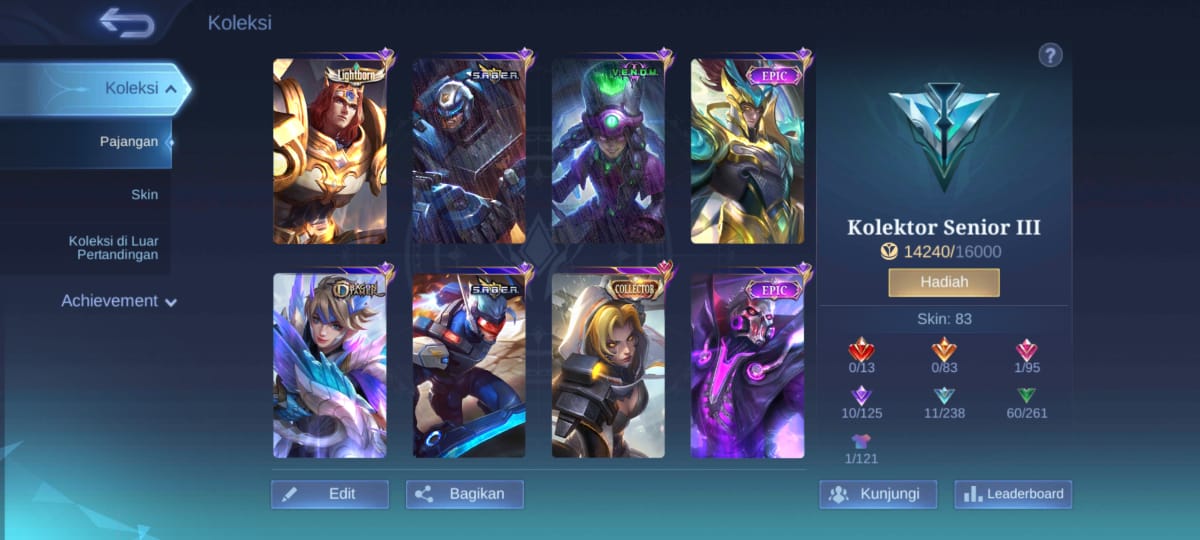 Koleksi
Koleksi
Pajangan
Skin
Koleksi di Luar
Pertandingan
Achievement
Lightborn
S.A.B.E.R.
V.E.N.O.M.
EPIC
S.A.B.E.R.
COLLECTOR
EPIC
Edit
Bagikan
?
Kolektor Senior III
14240/16000
Hadiah
Skin: 83
0/13
0/83
1/95
10/125
11/238
60/261
1/121
Kunjungi
Leaderboard